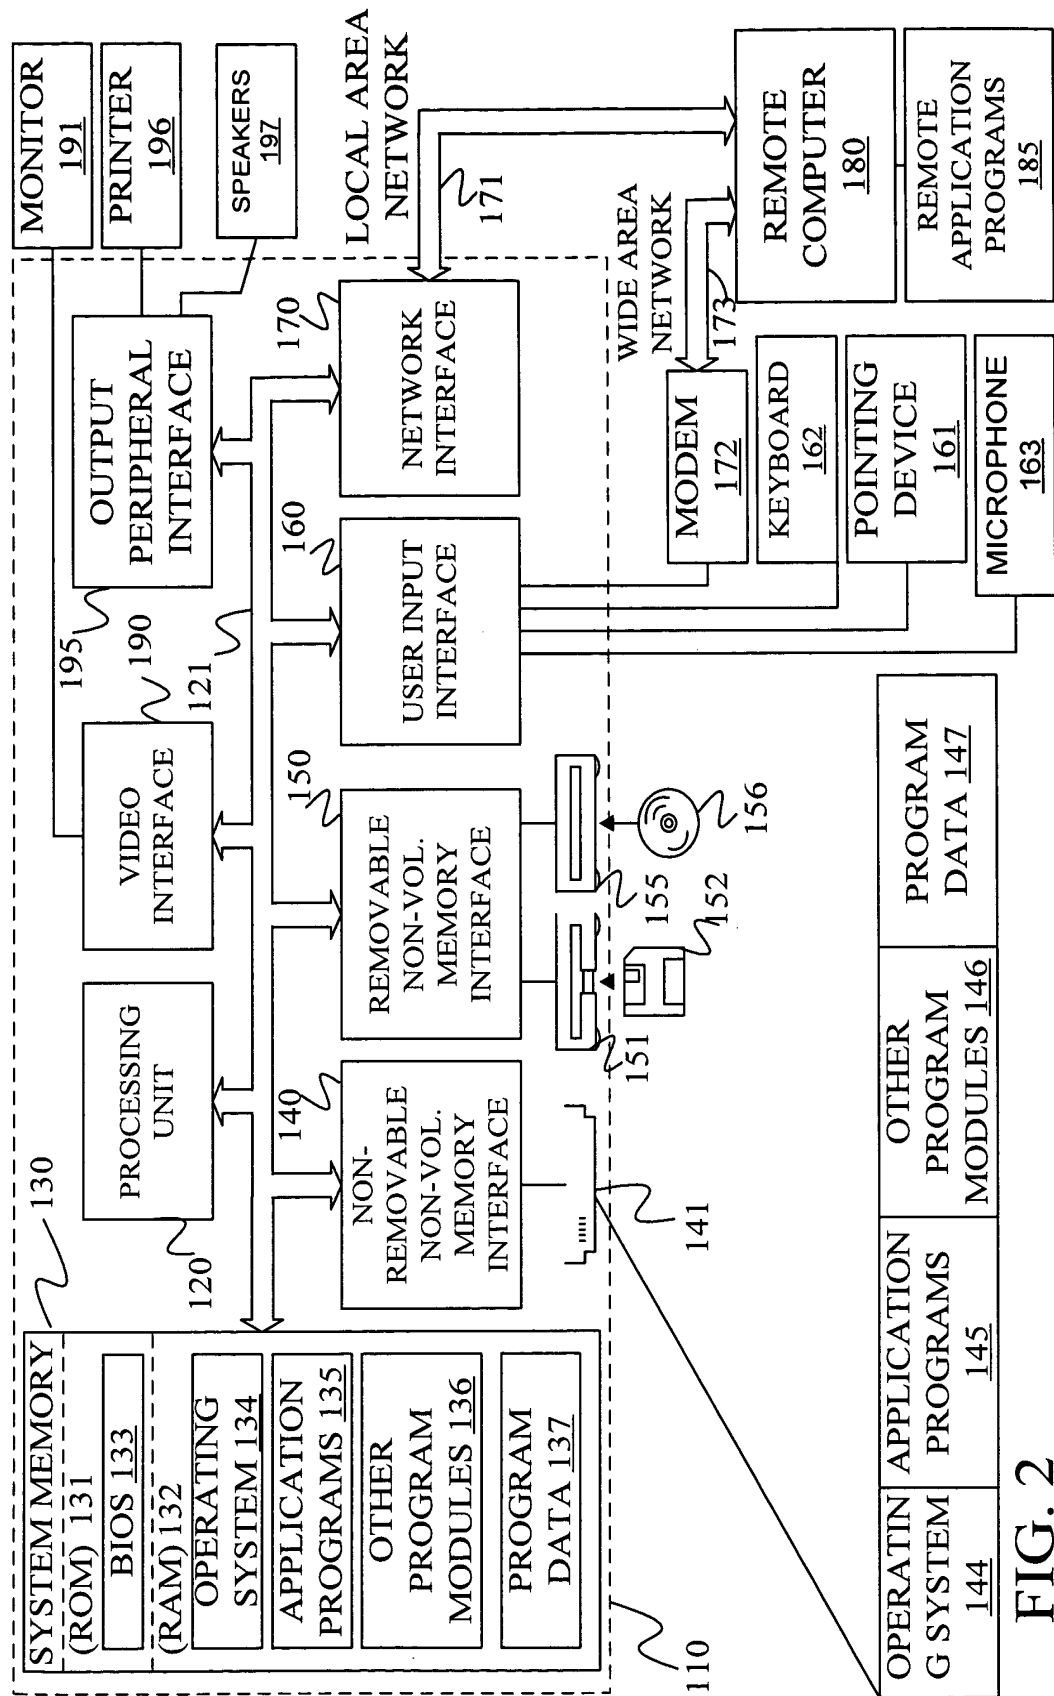 SYSTEM MEMORY
(ROM) 131
BIOS 133
(RAM) 132
OPERATING
SYSTEM 134
APPLICATION
PROGRAMS 135
OTHER
PROGRAM
MODULES 136
PROGRAM
DATA 137
130
PROCESSING
UNIT
120
VIDEO
INTERFACE
190
121
OUTPUT
PERIPHERAL
INTERFACE
195
MONITOR
191
PRINTER
196
SPEAKERS
197
NON-
REMOVABLE
NON-VOL.
MEMORY
INTERFACE
140
REMOVABLE
NON-VOL.
MEMORY
INTERFACE
150
USER INPUT
INTERFACE
160
NETWORK
INTERFACE
170
LOCAL AREA
NETWORK
171
110
141
151
152
155
156
WIDE AREA
NETWORK
173
MODEM
172
KEYBOARD
162
POINTING
DEVICE
161
MICROPHONE
163
REMOTE
COMPUTER
180
REMOTE
APPLICATION
PROGRAMS
185
OPERATIN
G SYSTEM
144
APPLICATION
PROGRAMS
145
OTHER
PROGRAM
MODULES 146
PROGRAM
DATA 147
FIG. 2